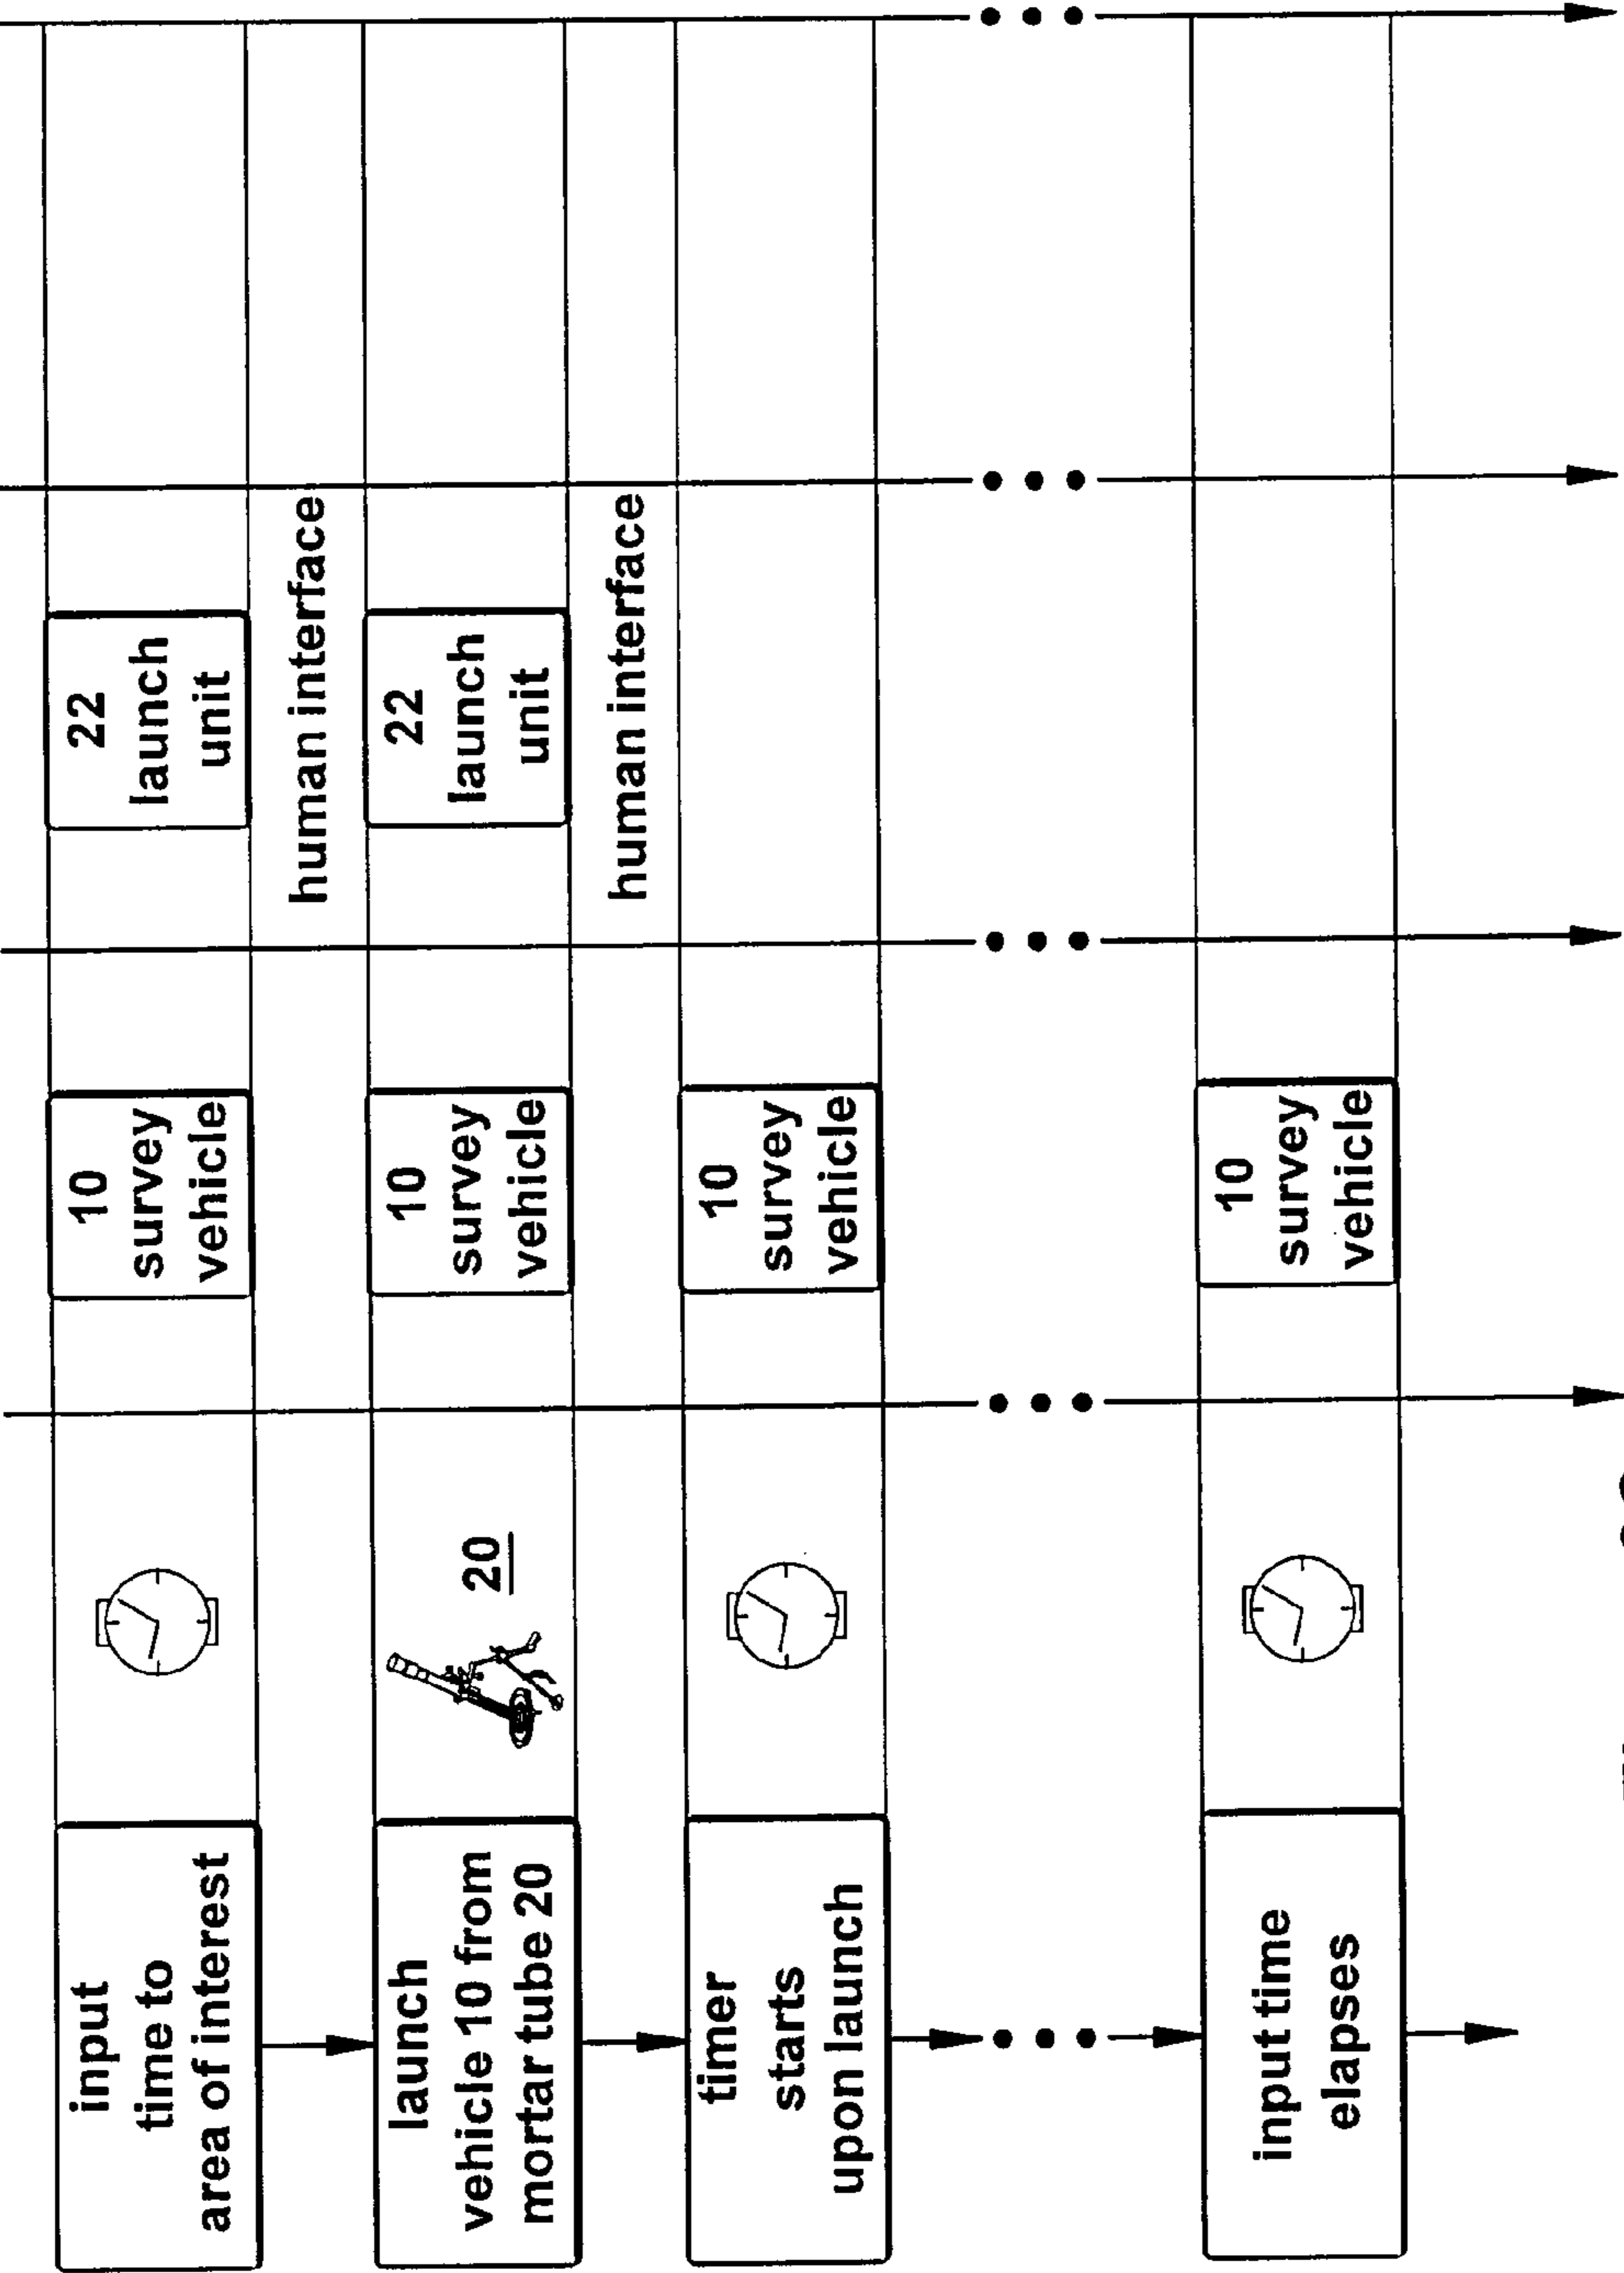 input
time to
area of interest
10
survey
vehicle
22
launch
unit
human interface
launch
vehicle 10 from
mortar tube 20
20
10
survey
vehicle
22
launch
unit
human interface
timer
starts
upon launch
10
survey
vehicle
input time
elapses
10
survey
vehicle